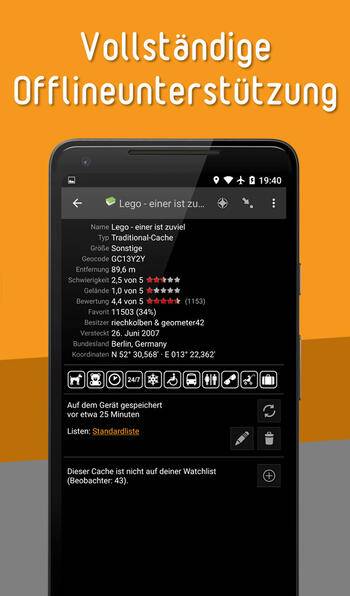 Vollständige
Offlineunterstützung
19:40
Lego - einer ist zu...
Name Lego - einer ist zuviel
Typ Traditional-Cache
Größe Sonstige
Geocode GC13Y2Y
Entfernung 89,6 m
Schwierigkeit 2,5 von 5
Gelände 1,0 von 5
Bewertung 4,4 von 5 (1153)
Favorit 11503 (34%)
Besitzer riechkolben & geometer42
Versteckt 26. Juni 2007
Bundesland Berlin, Germany
Koordinaten N 52° 30,568' · E 013° 22,362'
24/7
Auf dem Gerät gespeichert
vor etwa 25 Minuten
Listen: Standardliste
Dieser Cache ist nicht auf deiner Watchlist
(Beobachter: 43).